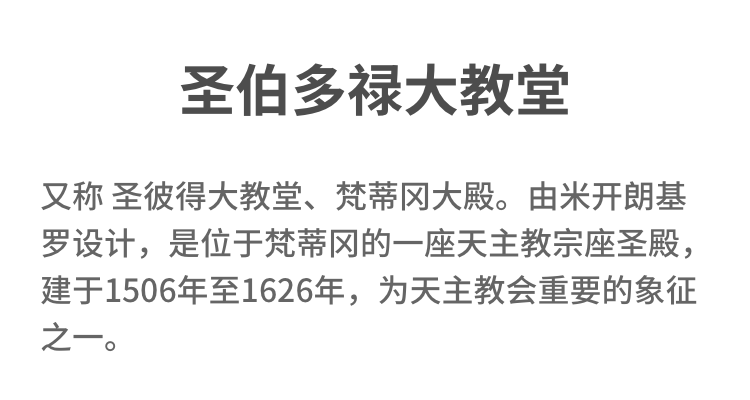 圣伯多禄大教堂
又称 圣彼得大教堂、梵蒂冈大殿。由米开朗基
罗设计，是位于梵蒂冈的一座天主教宗座圣殿，
建于1506年至1626年，为天主教会重要的象征
之一。